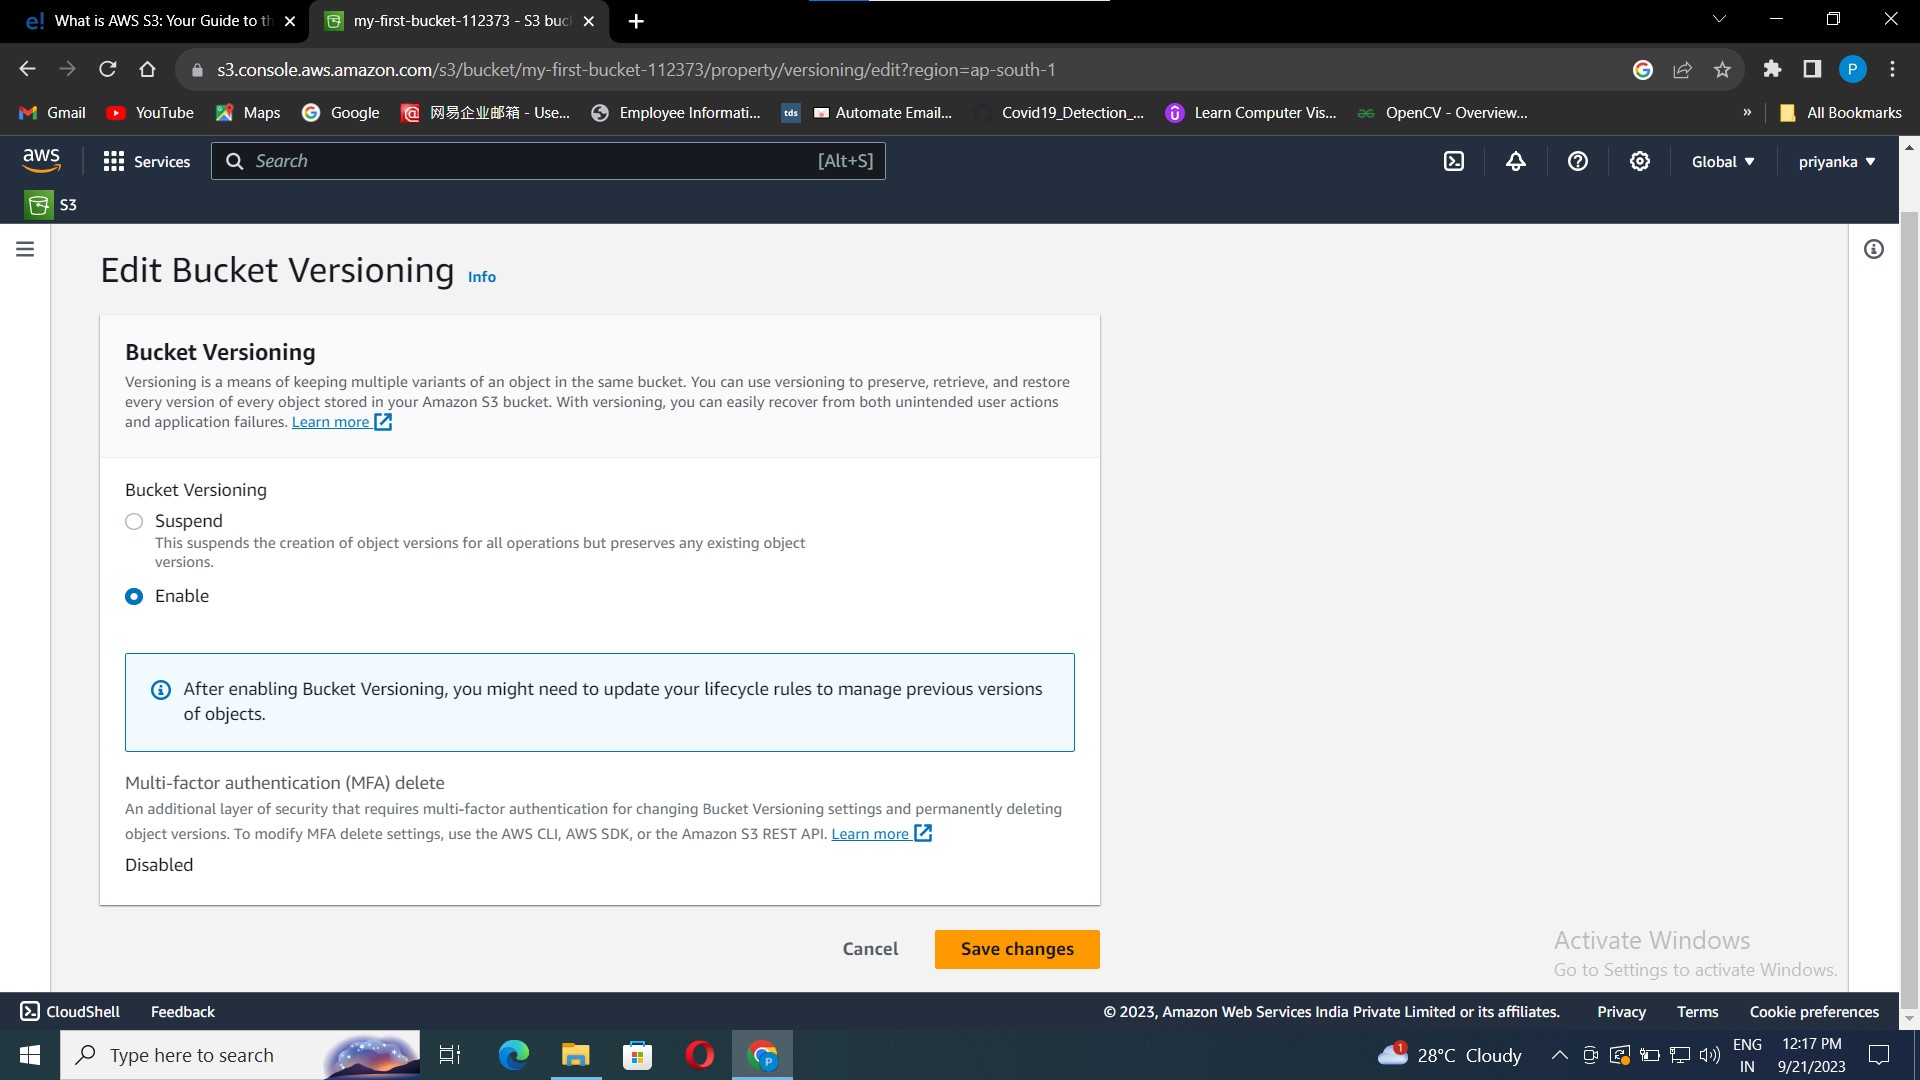 What is AWS S3: Your Guide to th
my-first-bucket-112373 - S3 buc
s3.console.aws.amazon.com/s3/bucket/my-first-bucket-112373/property/versioning/edit?region=ap-south-1
P
Gmail YouTube Maps Google 网易企业邮箱 - Use... Employee Informati... tds Automate Email... Covid19_Detection_... Learn Computer Vis... OpenCV - Overview... » All Bookmarks
aws Services Search [Alt+S] Global priyanka
S3
Edit Bucket Versioning Info
Bucket Versioning
Versioning is a means of keeping multiple variants of an object in the same bucket. You can use versioning to preserve, retrieve, and restore
every version of every object stored in your Amazon S3 bucket. With versioning, you can easily recover from both unintended user actions
and application failures. Learn more
Bucket Versioning
Suspend
This suspends the creation of object versions for all operations but preserves any existing object
versions.
Enable
After enabling Bucket Versioning, you might need to update your lifecycle rules to manage previous versions
of objects.
Multi-factor authentication (MFA) delete
An additional layer of security that requires multi-factor authentication for changing Bucket Versioning settings and permanently deleting
object versions. To modify MFA delete settings, use the AWS CLI, AWS SDK, or the Amazon S3 REST API. Learn more
Disabled
Cancel Save changes
Activate Windows
Go to Settings to activate Windows.
CloudShell Feedback © 2023, Amazon Web Services India Private Limited or its affiliates. Privacy Terms Cookie preferences
Type here to search
1 28°C Cloudy
ENG
IN
12:17 PM
9/21/2023